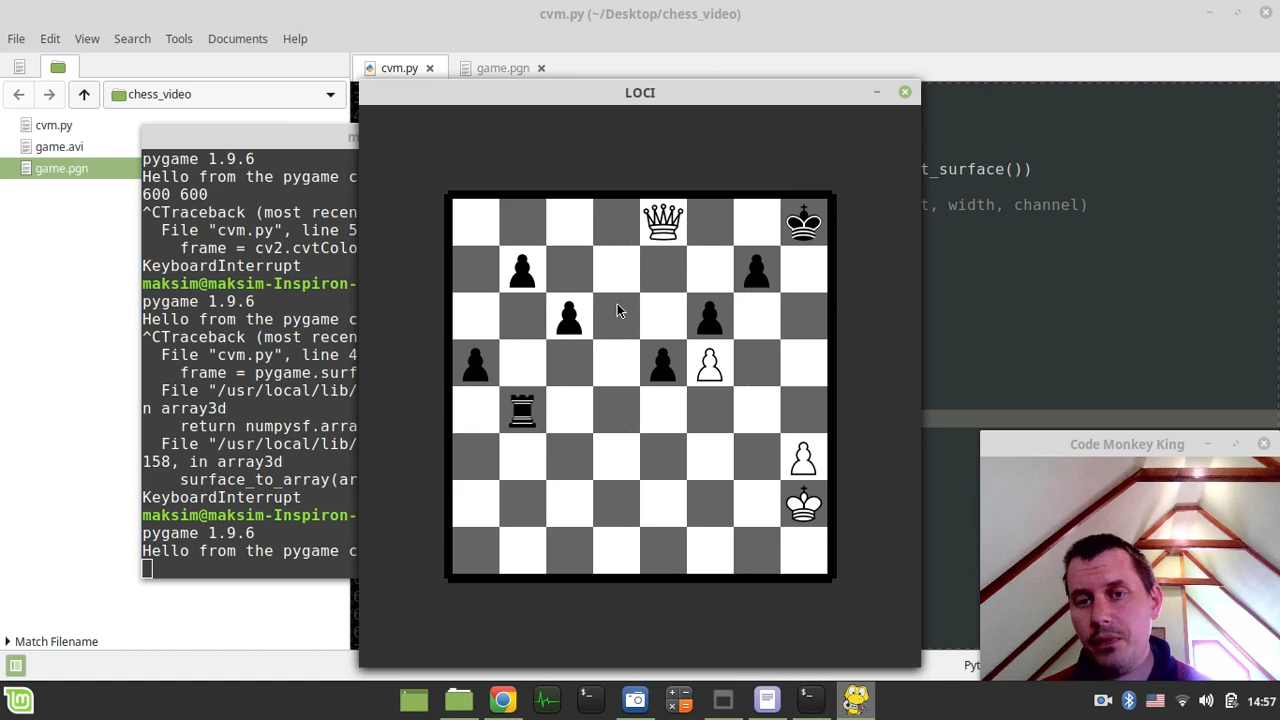 cvm.py (~/Desktop/chess_video)
File Edit View Search Tools Documents Help
cvm.py game.pgn
chess_video
LOCI
cvm.py
game.avi
game.pgn
pygame 1.9.6
Hello from the pygame c
600 600
^CTraceback (most recen
File "cvm.py", line 5
frame = cv2.cvtColo
KeyboardInterrupt
maksim@maksim-Inspiron-
pygame 1.9.6
Hello from the pygame c
^CTraceback (most recen
File "cvm.py", line 4
frame = pygame.surf
File "/usr/local/lib/
n array3d
return numpysf.arra
File "/usr/local/lib/
158, in array3d
surface_to_array(ar
KeyboardInterrupt
maksim@maksim-Inspiron-
pygame 1.9.6
Hello from the pygame c
t_surface())
t, width, channel)
Code Monkey King
Match Filename
Pyt
14:57